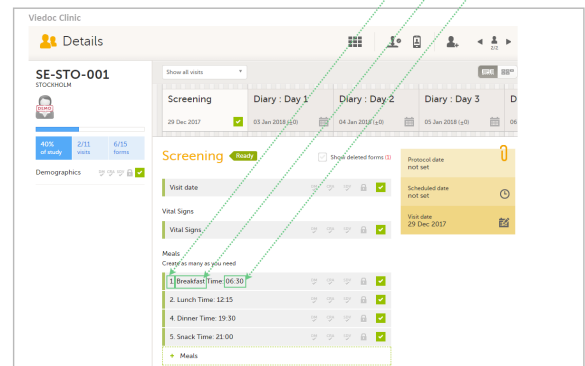 Viedoc Clinic
Details
2/2
SE-STO-001
STOCKHOLM
DEMO
40%
of study
2/11
visits
6/15
forms
Demographics
Show all visits
Screening
29 Dec 2017
Diary : Day 1
03 Jan 2018 (±0)
Diary : Day 2
04 Jan 2018 (±0)
Diary : Day 3
05 Jan 2018 (±0)
D
06
Screening
Ready
Show deleted forms (1)
Protocol date
not set
Scheduled date
not set
Visit date
29 Dec 2017
Visit date
Vital Signs
Vital Signs
Meals
Create as many as you need
1. Breakfast Time: 06:30
2. Lunch Time: 12:15
4. Dinner Time: 19:30
5. Snack Time: 21:00
+ Meals